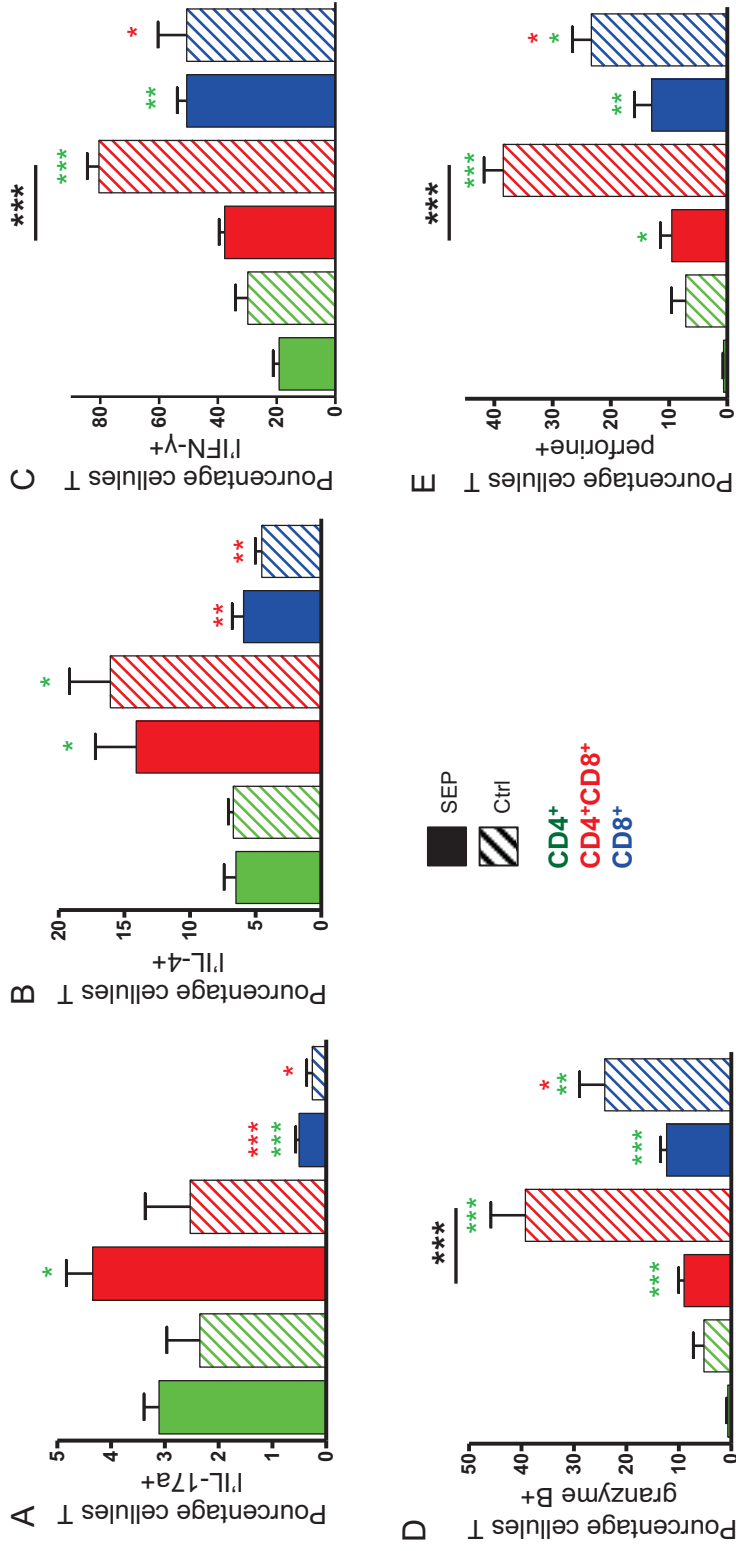 A
Pourcentage cellules T
l'IL-17a+
5
4
3
2
1
0
*
***
***
*
B
Pourcentage cellules T
l'IL-4+
20
15
10
5
0
*
*
**
**
C
Pourcentage cellules T
l'IFN-γ+
80
60
40
20
0
***
***
**
*
D
Pourcentage cellules T
granzyme B+
50
40
30
20
10
0
***
***
***
***
*
**
SEP
Ctrl
CD4+
CD4+CD8+
CD8+
E
Pourcentage cellules T
perforine+
40
30
20
10
0
***
*
***
**
*
*